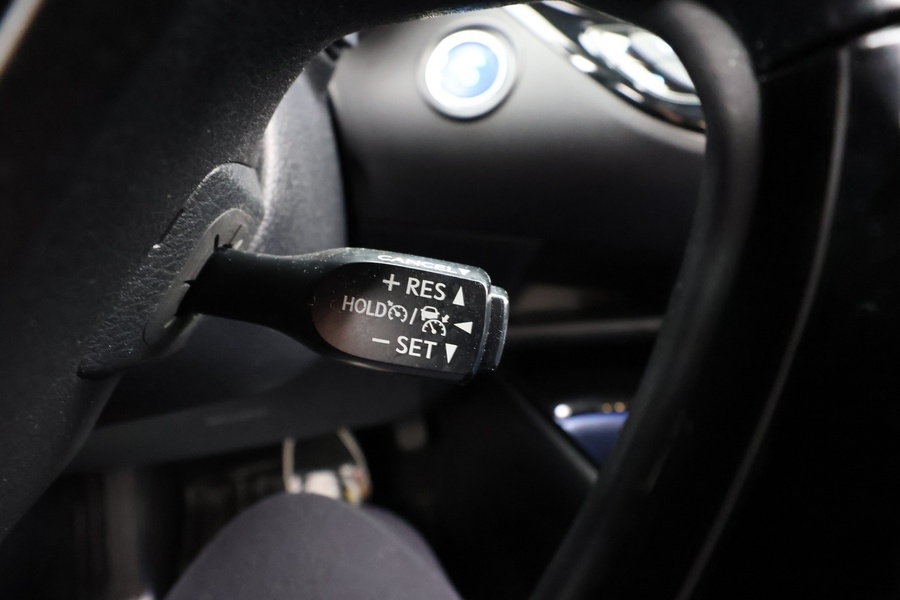 CANCEL▼
+ RES ▲
HOLD / ◀
− SET ▼